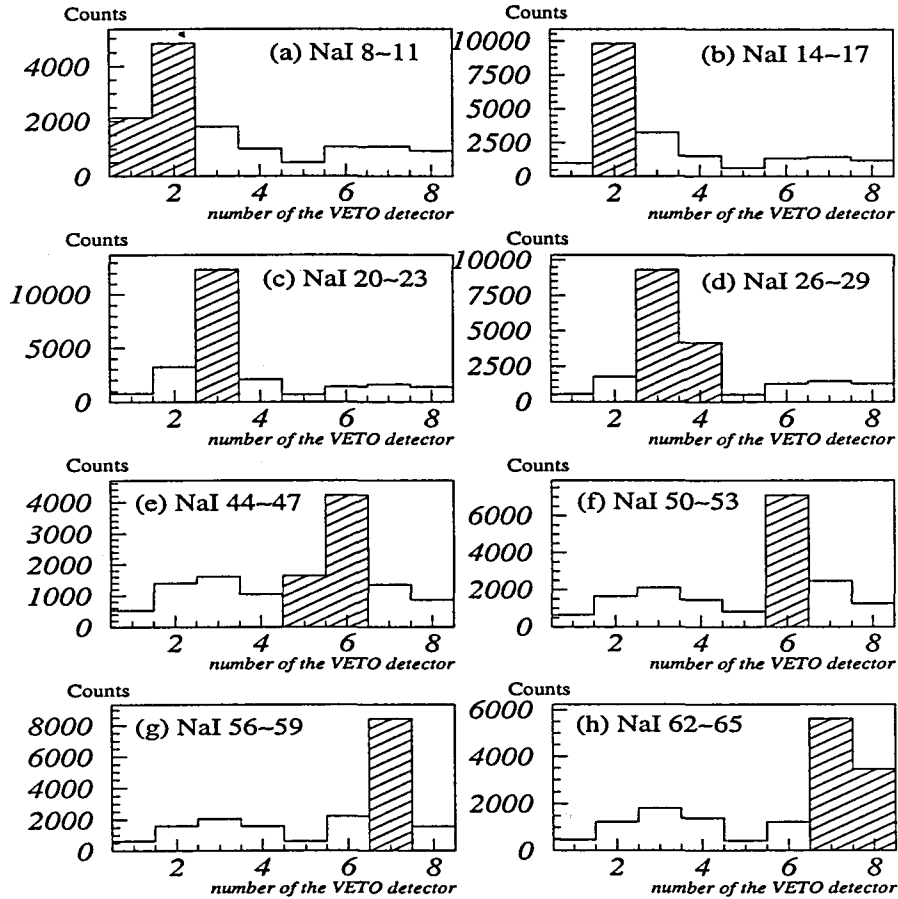 Counts
(a) NaI 8~11
4000
2000
0
2 4 6 8
number of the VETO detector
Counts
(b) NaI 14~17
10000
7500
5000
2500
0
2 4 6 8
number of the VETO detector
Counts
(c) NaI 20~23
10000
5000
0
2 4 6 8
number of the VETO detector
Counts
(d) NaI 26~29
10000
7500
5000
2500
0
2 4 6 8
number of the VETO detector
Counts
(e) NaI 44~47
4000
3000
2000
1000
0
2 4 6 8
number of the VETO detector
Counts
(f) NaI 50~53
6000
4000
2000
0
2 4 6 8
number of the VETO detector
Counts
(g) NaI 56~59
8000
6000
4000
2000
0
2 4 6 8
number of the VETO detector
Counts
(h) NaI 62~65
6000
4000
2000
0
2 4 6 8
number of the VETO detector